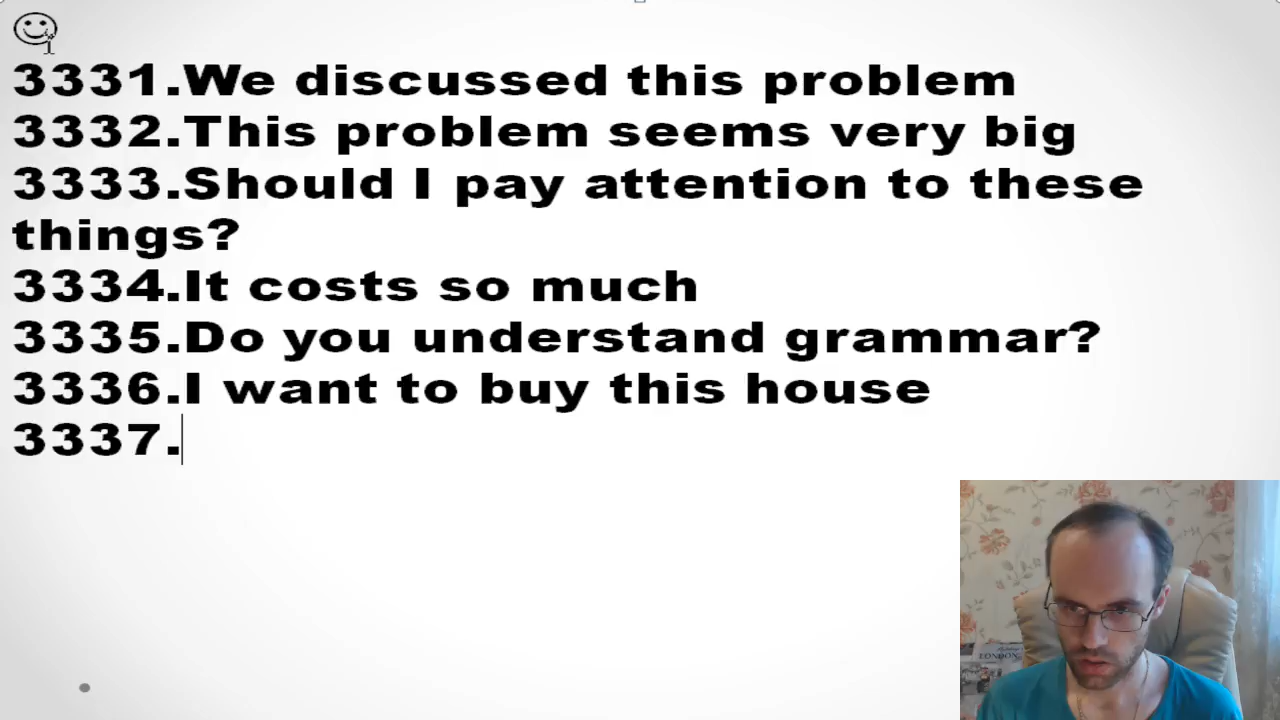 3331.We discussed this problem
3332.This problem seems very big
3333.Should I pay attention to these
things?
3334.It costs so much
3335.Do you understand grammar?
3336.I want to buy this house
3337.
LONDON